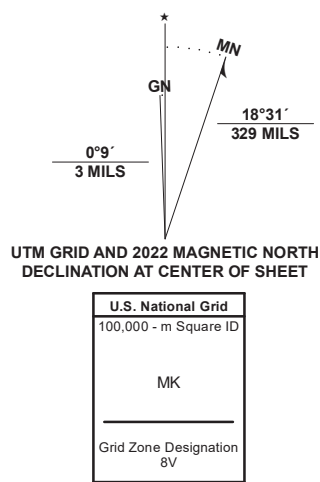 ★
MN
GN
18°31´
329 MILS
0°9´
3 MILS
UTM GRID AND 2022 MAGNETIC NORTH
DECLINATION AT CENTER OF SHEET
U.S. National Grid
100,000 - m Square ID
MK
Grid Zone Designation
8V